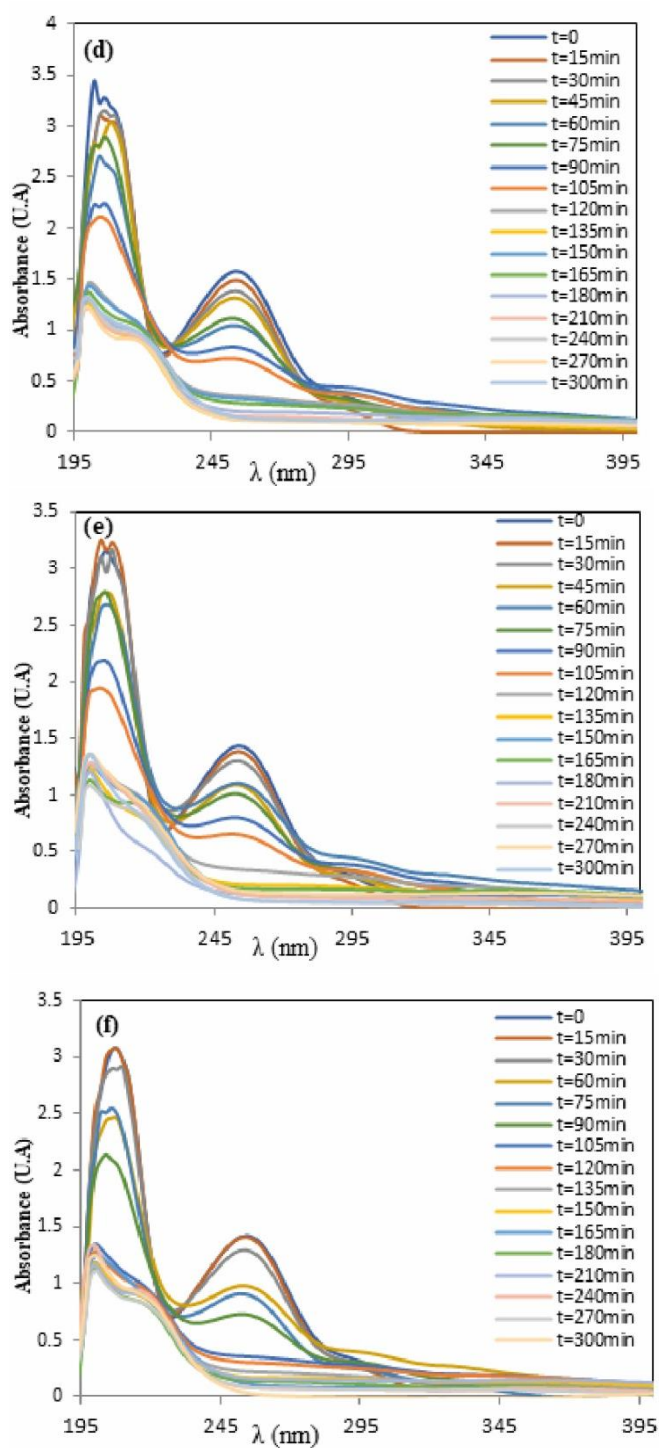 (d)
4
3.5
3
2.5
2
1.5
1
0.5
0
Absorbance (U.A)
195
245
295
345
395
λ (nm)
t=0
t=15min
t=30min
t=45min
t=60min
t=75min
t=90min
t=105min
t=120min
t=135min
t=150min
t=165min
t=180min
t=210min
t=240min
t=270min
t=300min
(e)
3.5
3
2.5
2
1.5
1
0.5
0
Absorbance (U.A)
195
245
295
345
395
λ (nm)
t=0
t=15min
t=30min
t=45min
t=60min
t=75min
t=90min
t=105min
t=120min
t=135min
t=150min
t=165min
t=180min
t=210min
t=240min
t=270min
t=300min
(f)
3.5
3
2.5
2
1.5
1
0.5
0
Absorbance (U.A)
195
245
295
345
395
λ (nm)
t=0
t=15min
t=30min
t=60min
t=75min
t=90min
t=105min
t=120min
t=135min
t=150min
t=165min
t=180min
t=210min
t=240min
t=270min
t=300min